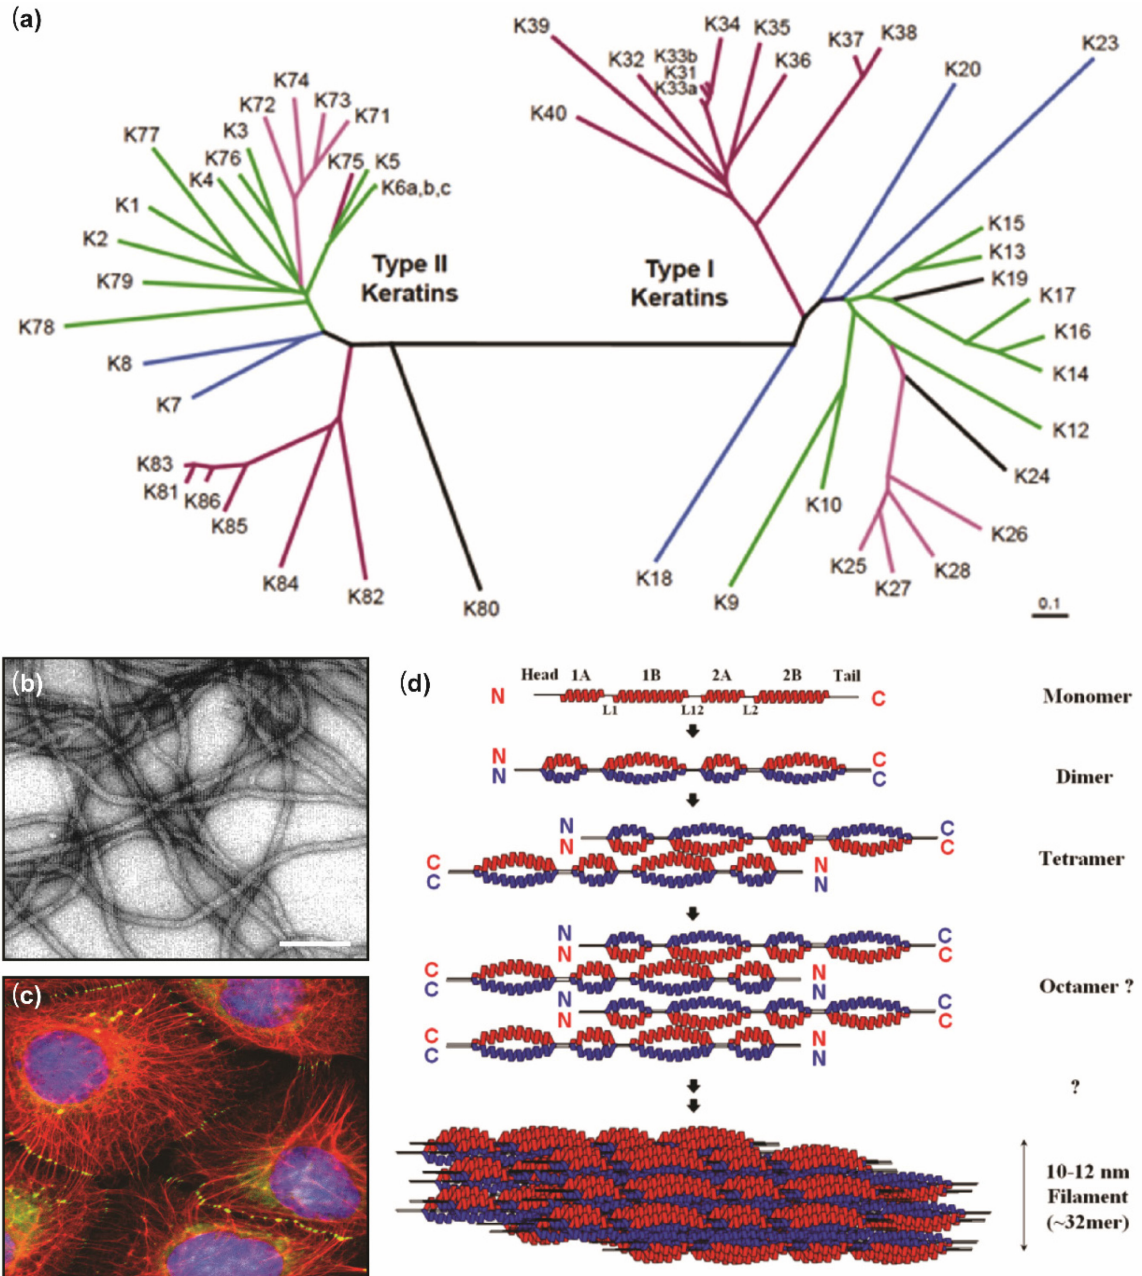 (a)
K39
K32
K33b
K31
K33a
K34
K35
K36
K37
K38
K20
K23
K40
K74
K72
K73
K71
K77
K3
K76
K4
K75
K5
K6a,b,c
K1
K2
K79
K78
K8
K7
Type II
Keratins
Type I
Keratins
K15
K13
K19
K17
K16
K14
K12
K24
K10
K26
K25
K27
K28
K18
K9
K83
K81
K86
K85
K84
K82
K80
0.1
(b)
(c)
(d)
Head 1A 1B 2A 2B Tail
N C Monomer
L1 L12 L2
N C
N C
Dimer
N C
N C
C N
C N
Tetramer
N C
N C
C N
C N
N C
N C
C N
C N
Octamer ?
?
10-12 nm
Filament
(~32mer)